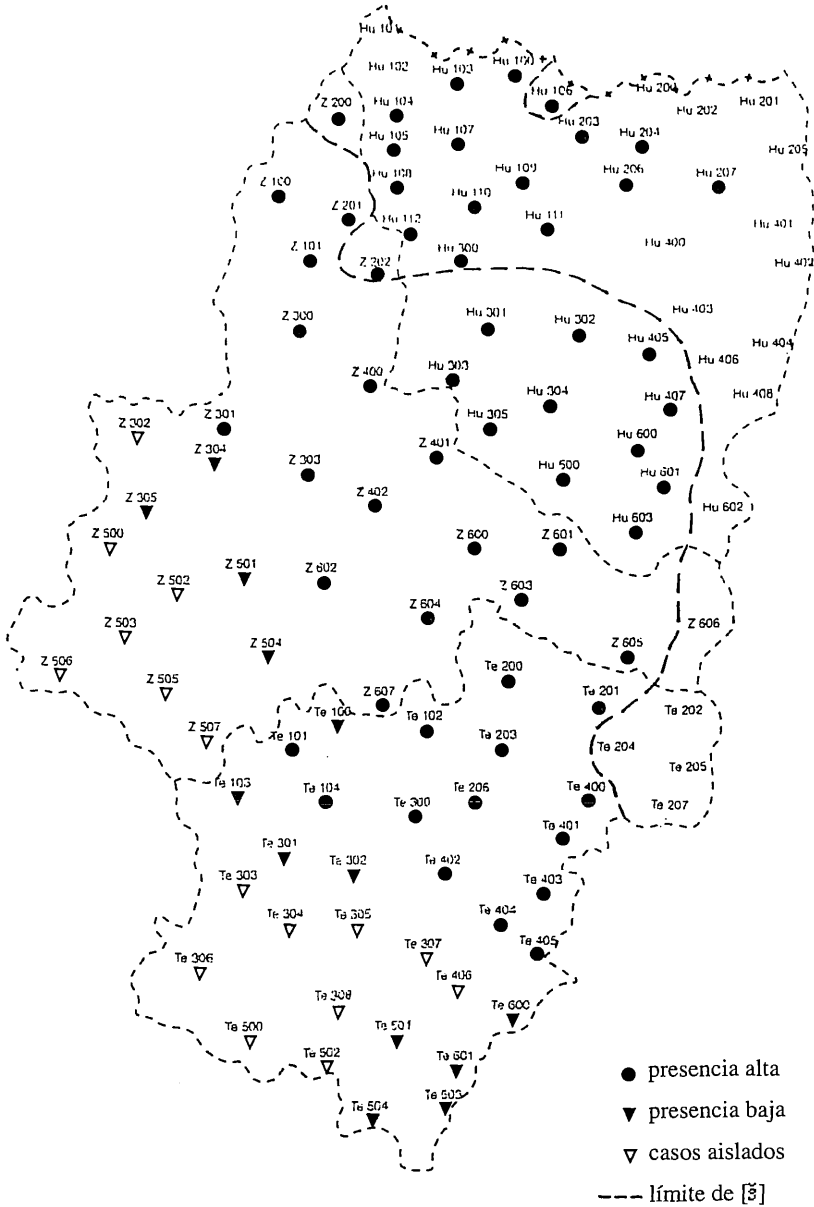 Hu 101
Hu 102
Hu 103
Hu 100
Hu 106
Hu 200
Hu 202
Hu 201
Z 200
Hu 104
Hu 105
Hu 107
Hu 203
Hu 204
Hu 205
Z 100
Hu 108
Hu 109
Hu 206
Hu 207
Z 201
Hu 112
Hu 110
Hu 111
Hu 401
Z 101
Z 202
Hu 300
Hu 400
Hu 402
Z 300
Hu 301
Hu 302
Hu 403
Hu 405
Hu 404
Z 400
Hu 303
Hu 406
Z 302
Z 301
Hu 304
Hu 407
Hu 408
Z 304
Hu 305
Z 401
Hu 600
Z 303
Hu 500
Hu 601
Z 305
Z 402
Hu 602
Z 500
Hu 603
Z 501
Z 600
Z 601
Z 502
Z 602
Z 603
Z 503
Z 604
Z 606
Z 504
Z 506
Z 505
Z 605
Te 200
Te 201
Te 202
Z 507
Z 607
Te 100
Te 101
Te 102
Te 203
Te 204
Te 205
Te 103
Te 104
Te 300
Te 206
Te 400
Te 207
Te 401
Te 301
Te 302
Te 402
Te 303
Te 403
Te 304
Te 305
Te 404
Te 306
Te 307
Te 405
Te 406
Te 308
Te 600
Te 500
Te 501
Te 502
Te 601
Te 504
Te 503
presencia alta
presencia baja
casos aislados
límite de [s̆]